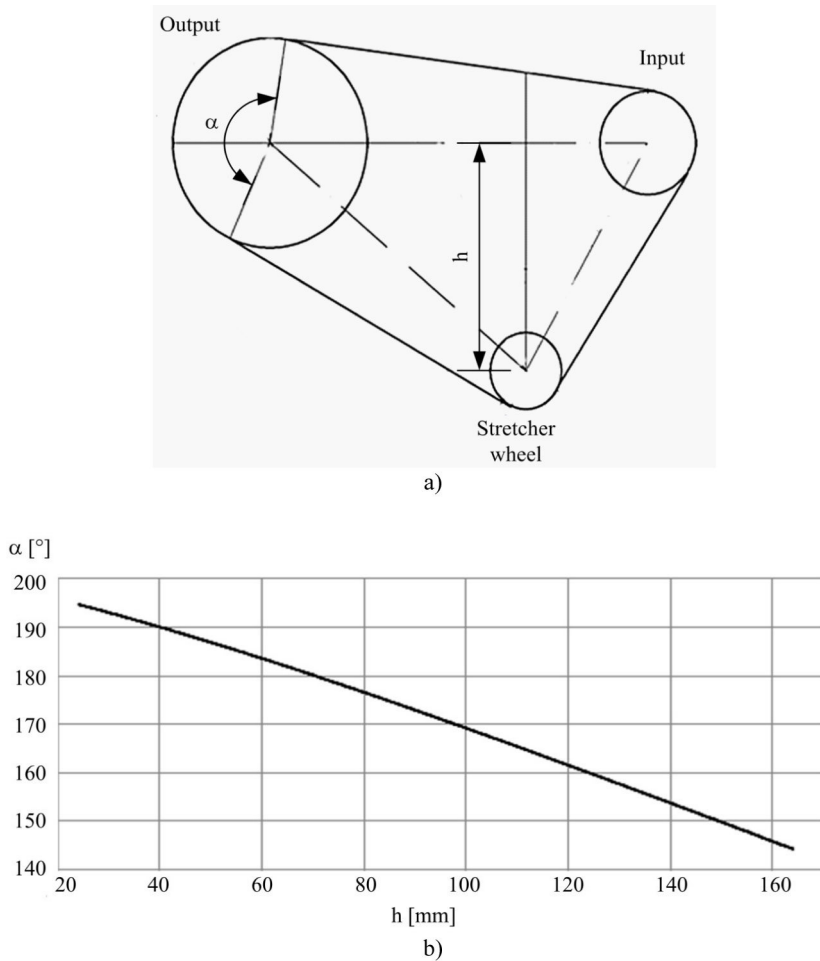 Output
Input
α
h
Stretcher
wheel
a)
α [°]
200
190
180
170
160
150
140
20 40 60 80 100 120 140 160
h [mm]
b)